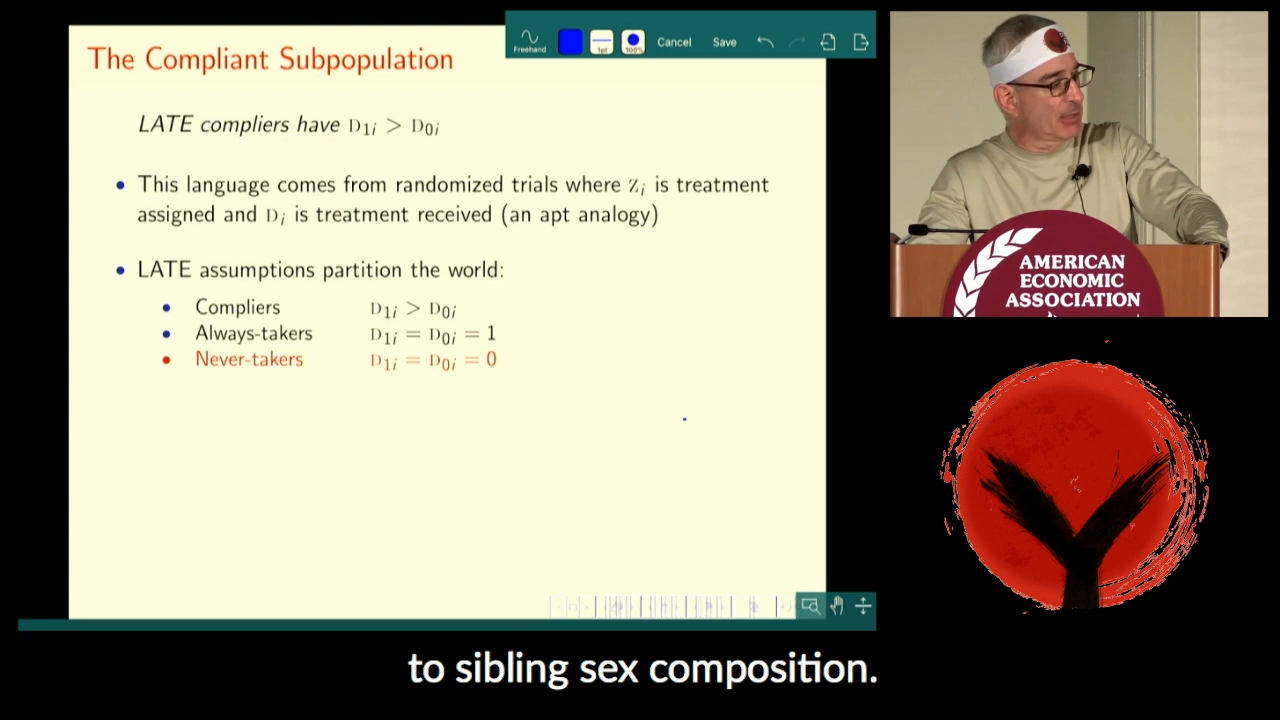 Freehand
1pt
100%
Cancel
Save
The Compliant Subpopulation
LATE compliers have D₁ᵢ > D₀ᵢ
• This language comes from randomized trials where Zᵢ is treatment
assigned and Dᵢ is treatment received (an apt analogy)
• LATE assumptions partition the world:
• Compliers D₁ᵢ > D₀ᵢ
• Always-takers D₁ᵢ = D₀ᵢ = 1
• Never-takers D₁ᵢ = D₀ᵢ = 0
AMERICAN
ECONOMIC
ASSOCIATION
to sibling sex composition.